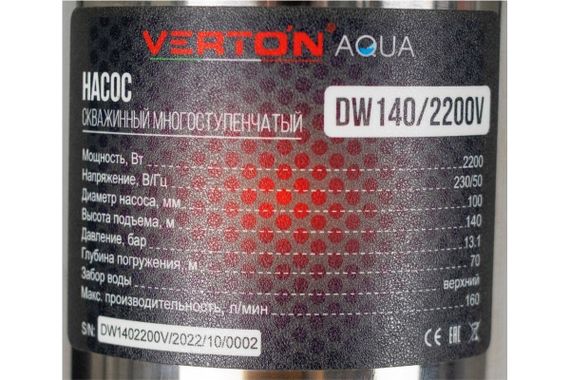 VERTON AQUA
НАСОС
СКВАЖИННЫЙ МНОГОСТУПЕНЧАТЫЙ
DW140/2200V
Мощность, Вт 2200
Напряжение, В/Гц 230/50
Диаметр насоса, мм 100
Высота подъема, м 140
Давление, бар 13.1
Глубина погружения, м 70
Забор воды верхний
Макс. производительность, л/мин 160
S/N: DW1402200V/2022/10/0002
CE EAC